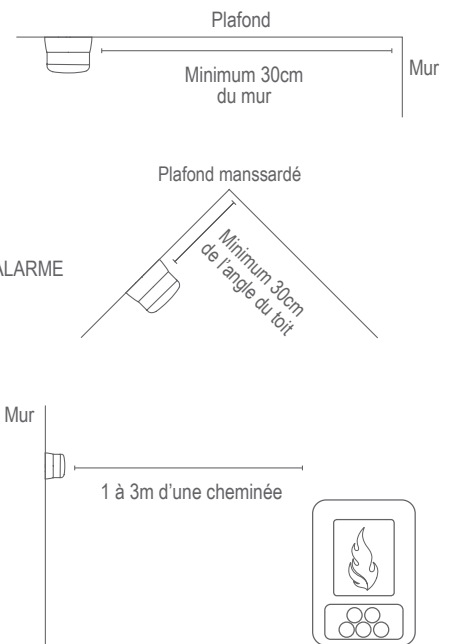 Plafond
Minimum 30cm
du mur
Mur
Plafond manssardé
Minimum 30cm
de l'angle du toit
ALARME
Mur
1 à 3m d'une cheminée